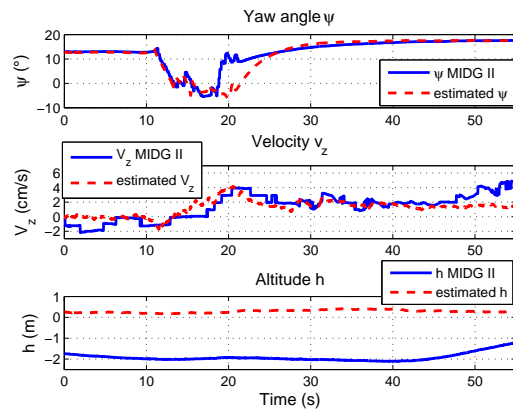 Yaw angle ψ
20
10
0
−10
ψ (°)
ψ MIDG II
estimated ψ
0 10 20 30 40 50
Velocity v_z
V_z MIDG II
estimated V_z
6
4
2
0
−2
V_z (cm/s)
0 10 20 30 40 50
Time (s)
Altitude h
h MIDG II
estimated h
1
0
−1
−2
h (m)
0 10 20 30 40 50
Time (s)